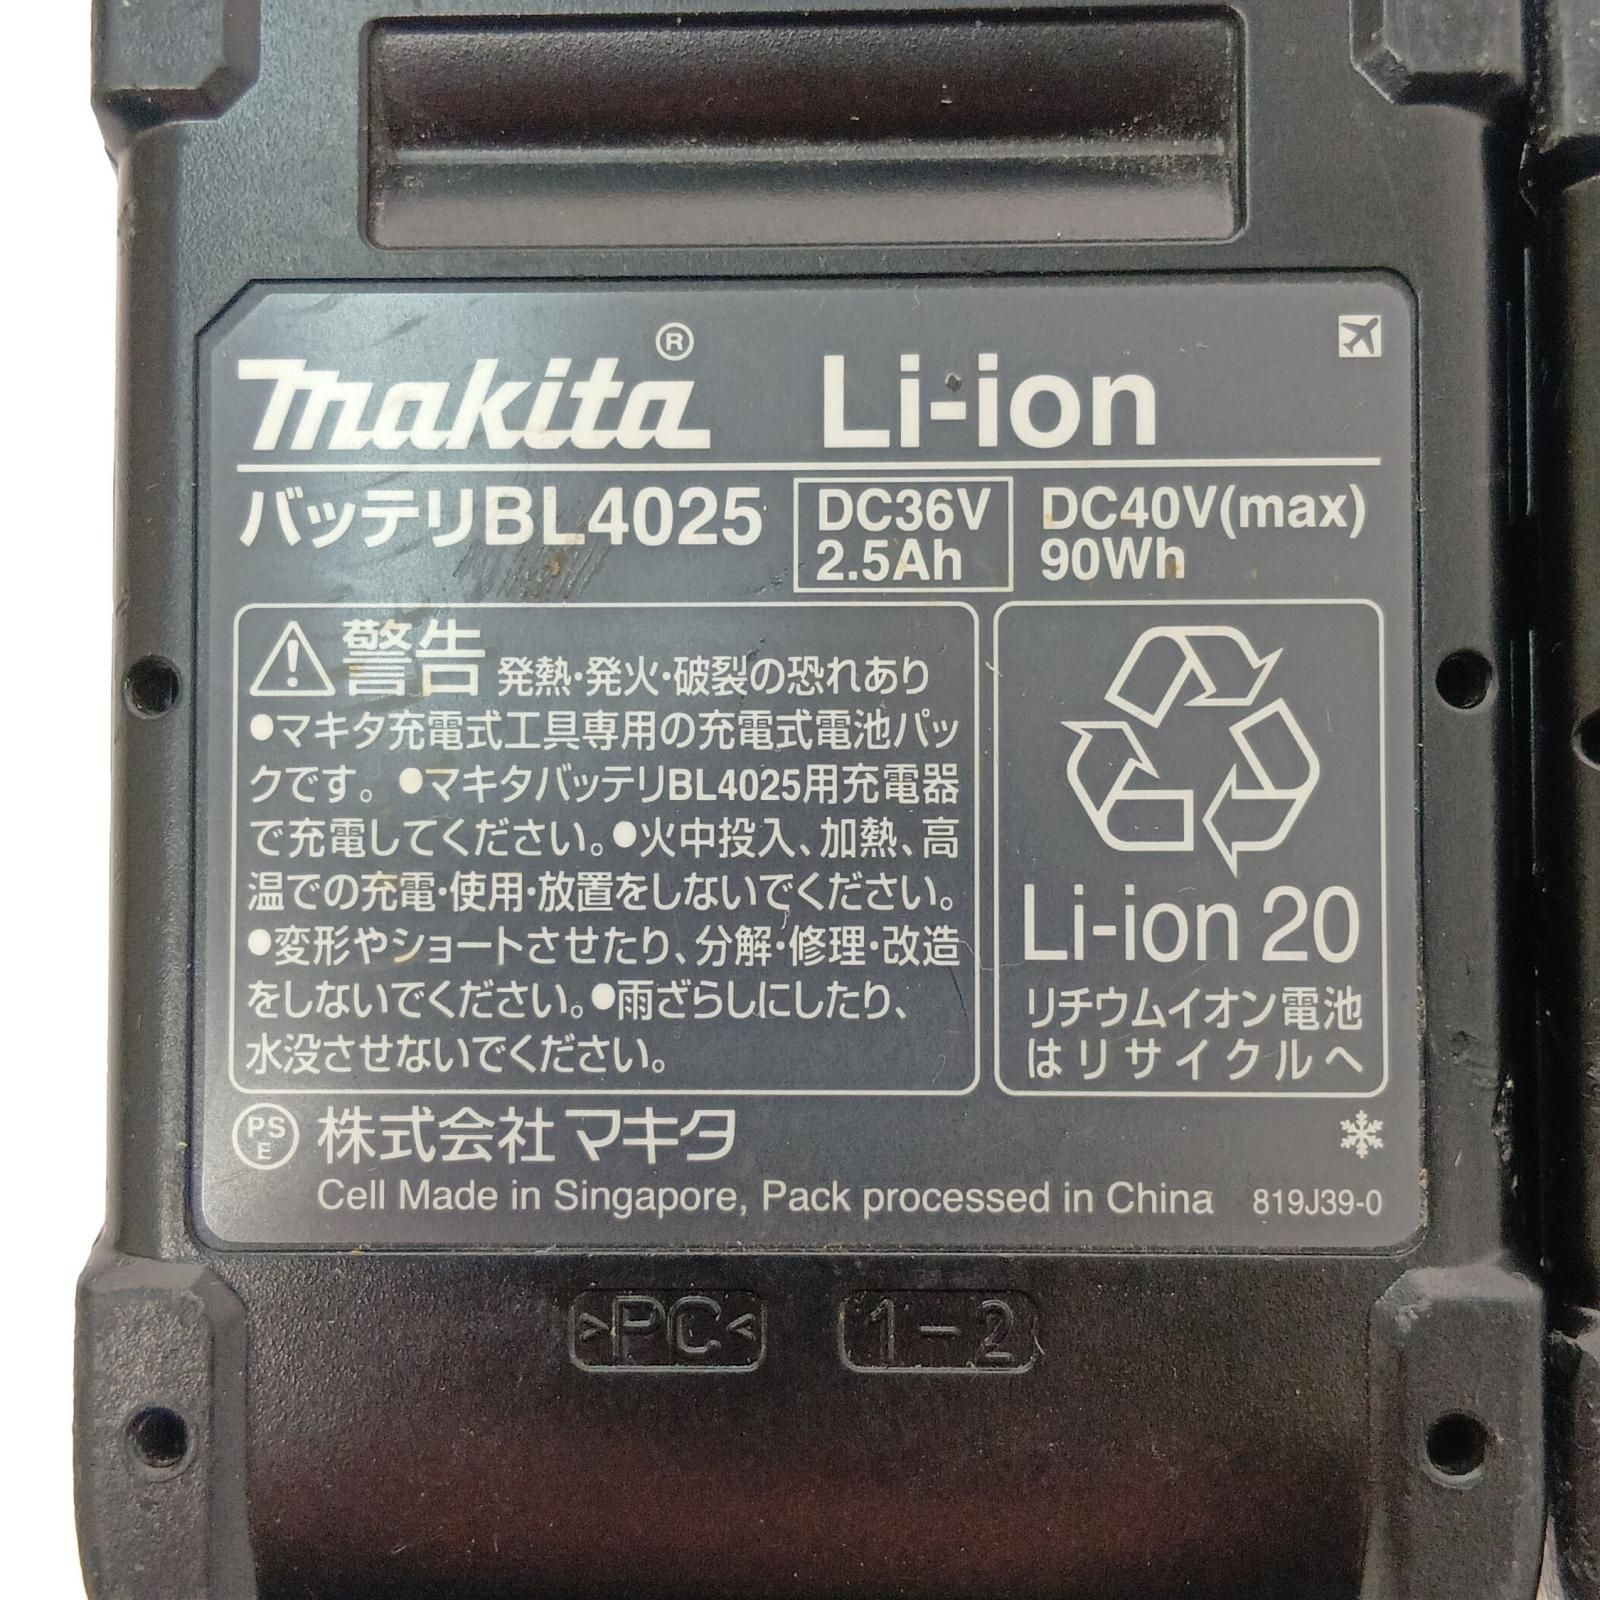 makita® Li-ion
バッテリBL4025 DC36V 2.5Ah DC40V(max) 90Wh
警告 発熱・発火・破裂の恐れあり
●マキタ充電式工具専用の充電式電池パッ
クです。●マキタバッテリBL4025用充電器
で充電してください。●火中投入、加熱、高
温での充電・使用・放置をしないでください。
●変形やショートさせたり、分解・修理・改造
をしないでください。●雨ざらしにしたり、
水没させないでください。
Li-ion 20
リチウムイオン電池
はリサイクルへ
PS
E
株式会社マキタ
Cell Made in Singapore, Pack processed in China 819J39-0
>PC< 1-2